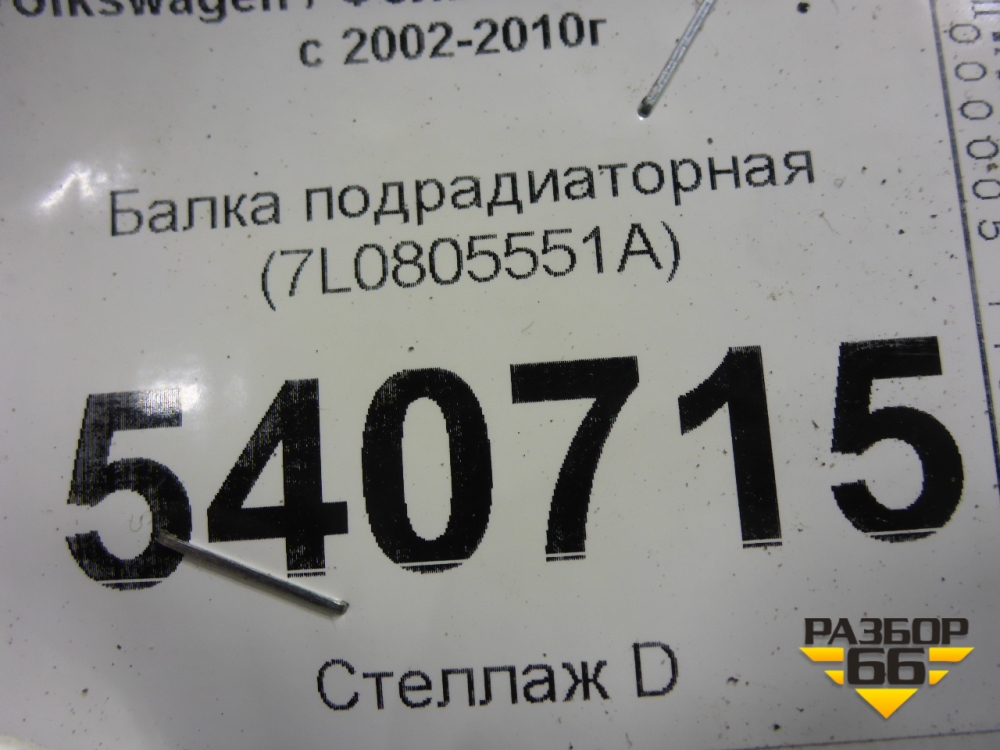 с 2002-2010г
Балка подрадиаторная
(7L0805551A)
540715
Стеллаж D
РАЗБОР
66